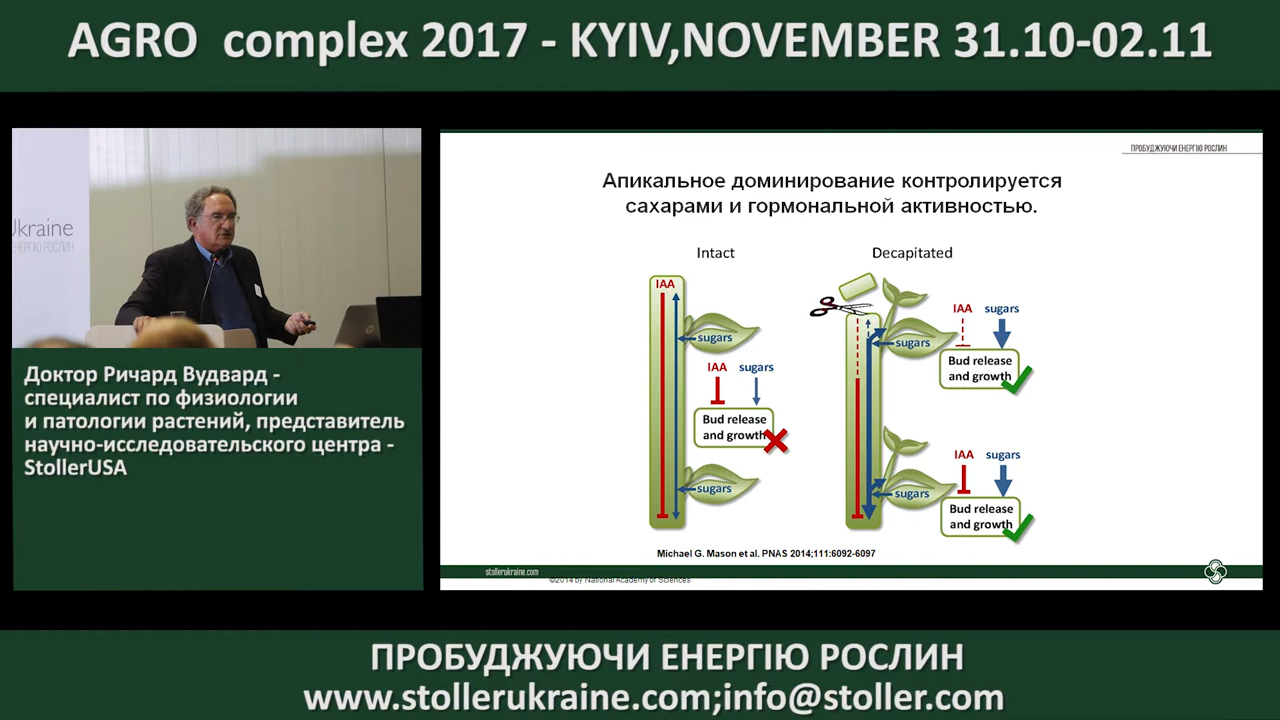 AGRO complex 2017 - KYIV,NOVEMBER 31.10-02.11
Ukraine
ЕНЕРГІЮ РОСЛИН
Доктор Ричард Вудвард -
специалист по физиологии
и патологии растений, представитель
научно-исследовательского центра -
StollerUSA
ПРОБУДЖУЮЧИ ЕНЕРГІЮ РОСЛИН
Апикальное доминирование контролируется
сахарами и гормональной активностью.
Intact
IAA
sugars
IAA sugars
Bud release
and growth
sugars
Decapitated
sugars
IAA sugars
Bud release
and growth
sugars
IAA sugars
Bud release
and growth
Michael G. Mason et al. PNAS 2014;111:6092-6097
stollerukraine.com
©2014 by National Academy of Sciences
ПРОБУДЖУЮЧИ ЕНЕРГІЮ РОСЛИН
www.stollerukraine.com;info@stoller.com